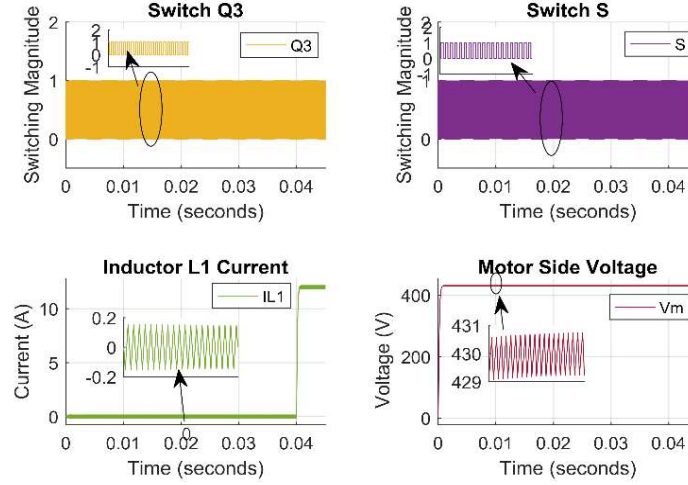 Switch Q3
2
1
0
Switching Magnitude
2
1
0
-1
Q3
0
0.01
0.02
0.03
0.04
Time (seconds)
Switch S
2
1
0
Switching Magnitude
2
1
0
-1
S
0
0.01
0.02
0.03
0.04
Time (seconds)
Inductor L1 Current
10
5
0
Current (A)
0.2
0
-0.2
IL1
0
0.01
0.02
0.03
0.04
Time (seconds)
Motor Side Voltage
400
200
0
Voltage (V)
431
430
429
Vm
0
0.01
0.02
0.03
0.04
Time (seconds)